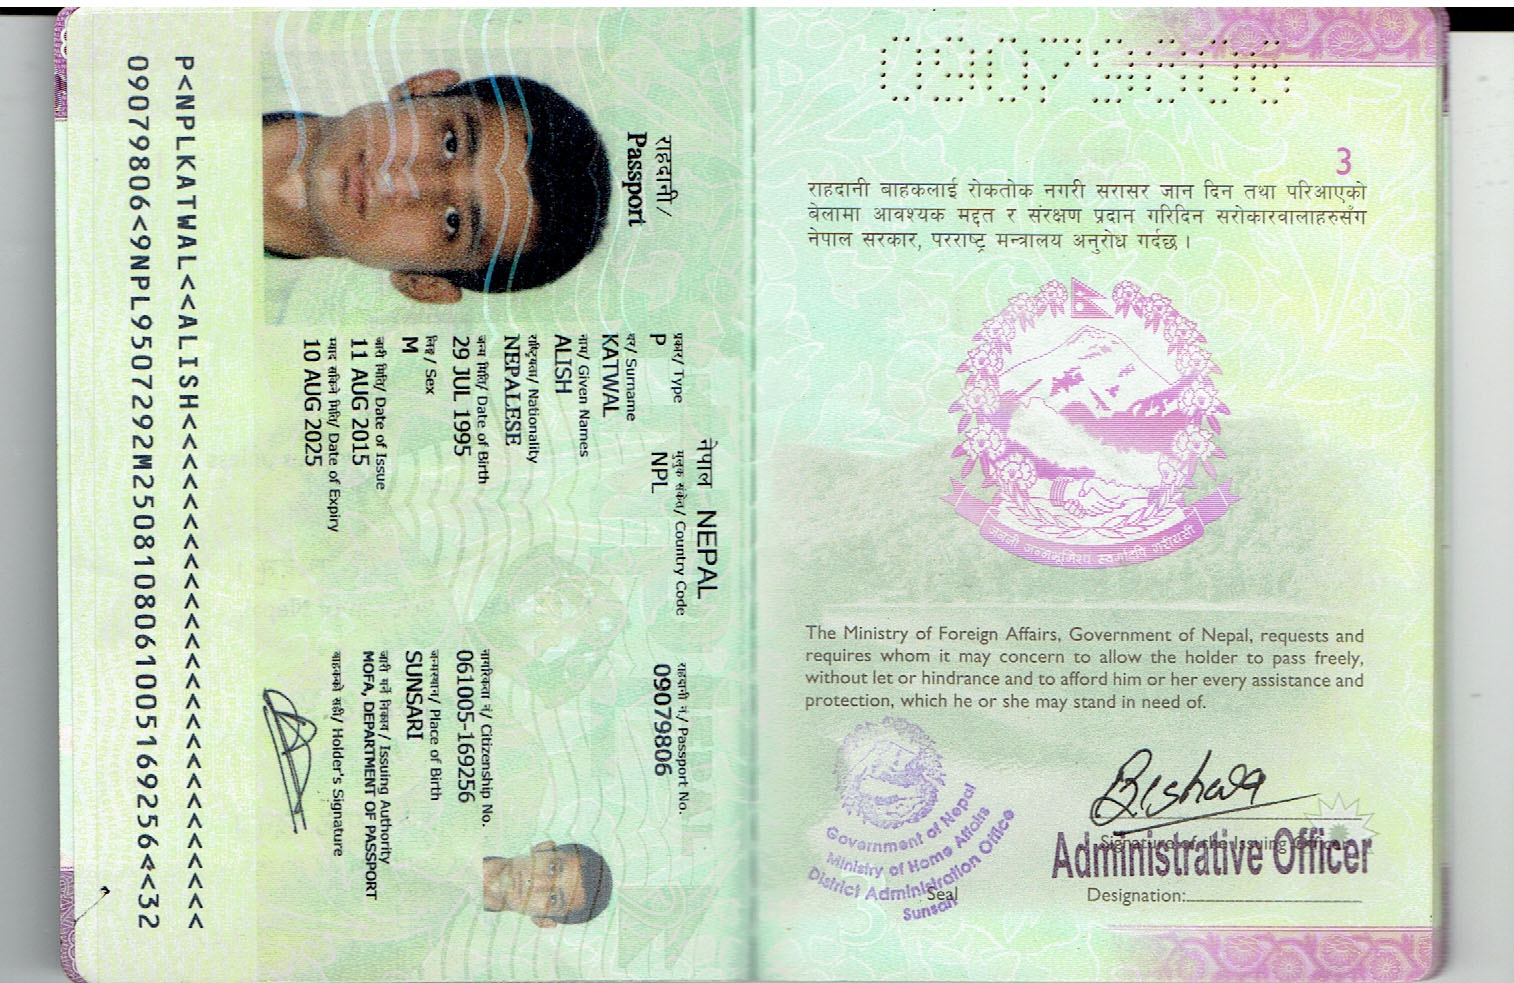 राहदानी/
Passport
नेपाल NEPAL
प्रकार/ Type
P
मुलुक संकेत/ Country Code
NPL
राहदानी नं/ Passport No.
09079806
थर/ Surname
KATWAL
नाम/ Given Names
ALISH
राष्ट्रियता/ Nationality
NEPALESE
जन्म मिति/ Date of Birth
29 JUL 1995
नागरिकता नं/ Citizenship No.
061005-169256
लिङ्ग/ Sex
M
जन्मस्थान/ Place of Birth
SUNSARI
जारी मिति/ Date of Issue
11 AUG 2015
जारी गर्ने निकाय/ Issuing Authority
MOFA, DEPARTMENT OF PASSPORT
म्याद सकिने मिति/ Date of Expiry
10 AUG 2025
वाहकको सही/ Holder's Signature
P<NPLKATWAL<<ALISH<<<<<<<<<<<<<<<<<<<<<<<<<<
09079806<9NPL9507292M2508108061005169256<<32
09079806
3
राहदानी बाहकलाई रोकतोक नगरी सरासर जान दिन तथा परिआएको
बेलामा आवश्यक मद्दत र संरक्षण प्रदान गरिदिन सरोकारवालाहरुसँग
नेपाल सरकार, परराष्ट्र मन्त्रालय अनुरोध गर्दछ ।
जननी जन्मभूमिश्च स्वर्गादपि गरीयसी
The Ministry of Foreign Affairs, Government of Nepal, requests and
requires whom it may concern to allow the holder to pass freely,
without let or hindrance and to afford him or her every assistance and
protection, which he or she may stand in need of.
Bishwa
Signature of the Issuing Officer
Administrative Officer
Designation:
Government of Nepal
Ministry of Home Affairs
District Administration Office
Sunsari
Seal